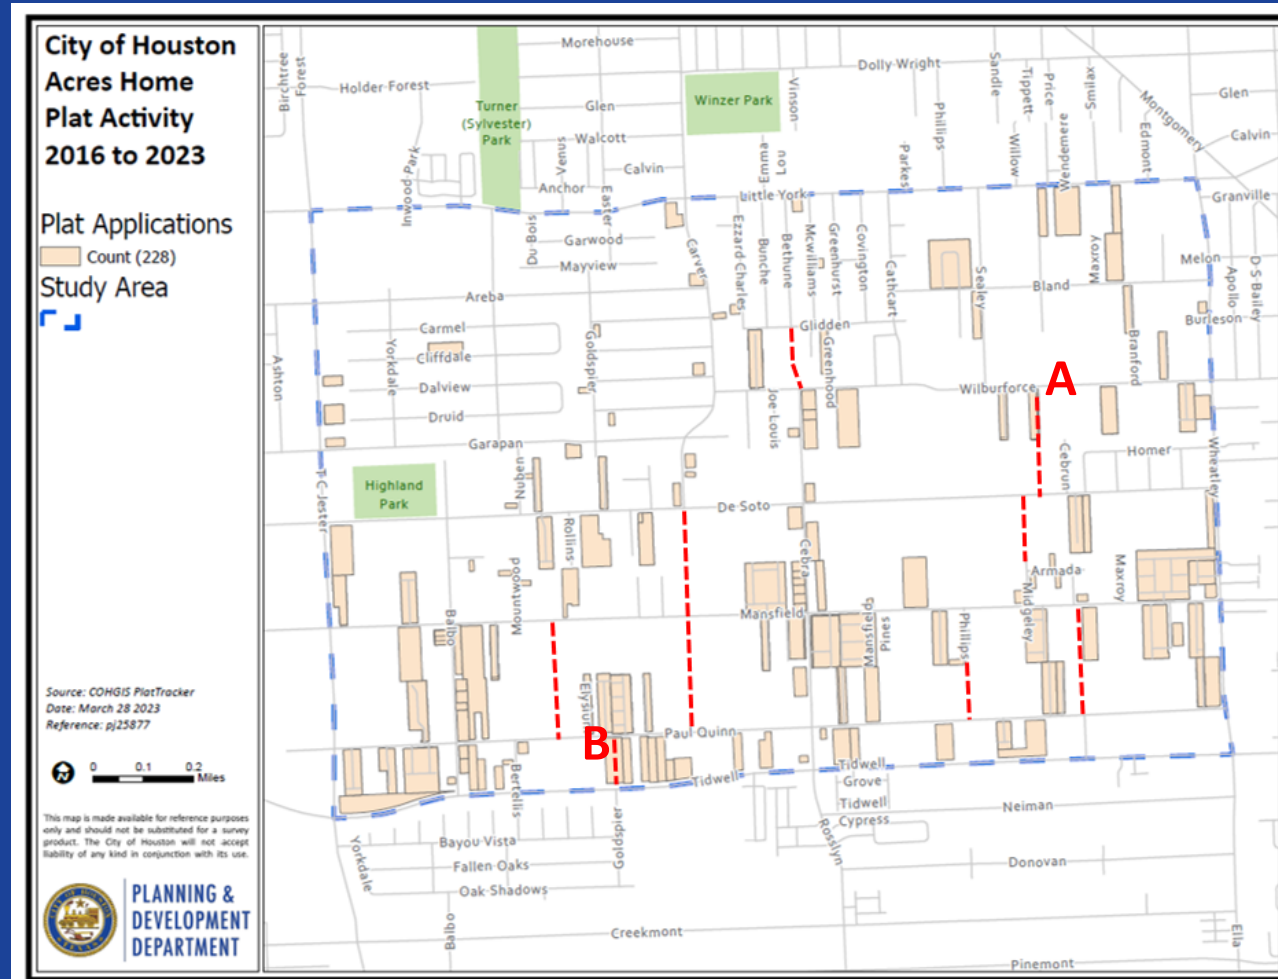 City of Houston
Acres Home
Plat Activity
2016 to 2023
Plat Applications
Count (228)
Study Area
Source: COHGIS PlatTracker
Date: March 28 2023
Reference: pj25877
0 0.1 0.2
Miles
This map is made available for reference purposes
only and should not be substituted for a survey
product. The City of Houston will not accept
liability of any kind in conjunction with its use.
PLANNING &
DEVELOPMENT
DEPARTMENT
Birchtree
Forest
Holder Forest
Inwood Park
Turner
(Sylvester)
Park
Morehouse
Glen
Walcott
Venus
Calvin
Anchor
Easter
Winzer Park
Vinson
Lou Emma
Dolly Wright
Phillips
Parkes
Sandle
Tippett
Price
Smilax
Willow
Wendemere
Montgomery
Edmont
Glen
Calvin
Granville
Little York
Du Bois
Garwood
Mayview
Areba
Carver
Ezzard Charles
Bunche
Bethune
Mcwilliams
Greenhurst
Covington
Cathcart
Sealey
Bland
Maxroy
Melon
Apollo
D S Bailey
Burleson
Branford
Ashton
Carmel
Yorkdale
Cliffdale
Dalview
Druid
Goldspier
Glidden
Greenhood
Joe Louis
Wilburforce
A
Garapan
Nuben
Highland
Park
T C Jester
De Soto
Cebrun
Homer
Wheatley
Rollins
Mountwood
Balbo
Cebra
Mansfield
Mansfield
Pines
Phillips
Armada
Midgeley
Maxroy
Elysium
B
Paul Quinn
Bertellis
Tidwell
Tidwell
Grove
Tidwell
Cypress
Rosslyn
Neiman
Donovan
Yorkdale
Bayou Vista
Fallen Oaks
Oak Shadows
Goldspier
Balbo
Creekmont
Ella
Pinemont